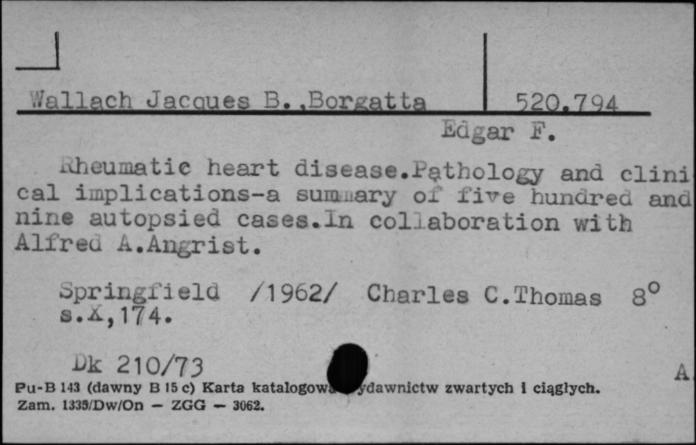 Wallach Jacques B.,Borgatta 520.794
Edgar F.
Rheumatic heart disease.Pathology and clini
cal implications-a summary of five hundred and
nine autopsied cases.In collaboration with
Alfred A.Angrist.
Springfield /1962/ Charles C.Thomas 8°
s.X,174.
Dk 210/73
A.
Pu-B 143 (dawny B 15 c) Karta katalogowa wydawnictw zwartych i ciągłych.
Zam. 1335/Dw/On — ZGG — 3062.